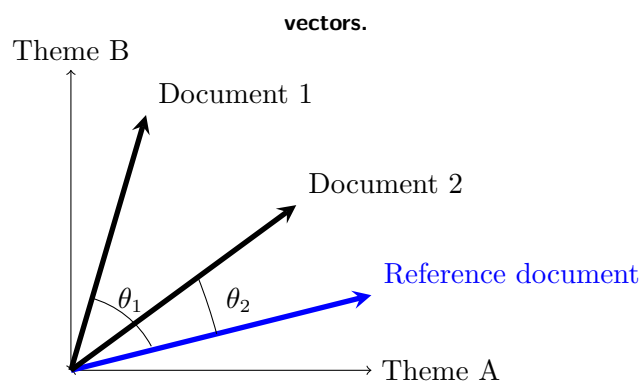 vectors.
Theme B
Document 1
Document 2
Reference document
θ₁
θ₂
Theme A